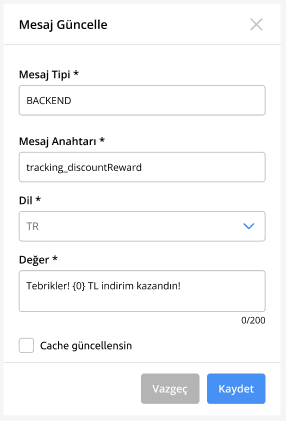 Mesaj Güncelle
Mesaj Tipi *
BACKEND
Mesaj Anahtarı *
tracking_discountReward
Dil *
TR
Değer *
Tebrikler! {0} TL indirim kazandın!
0/200
Cache güncellensin
Vazgeç
Kaydet